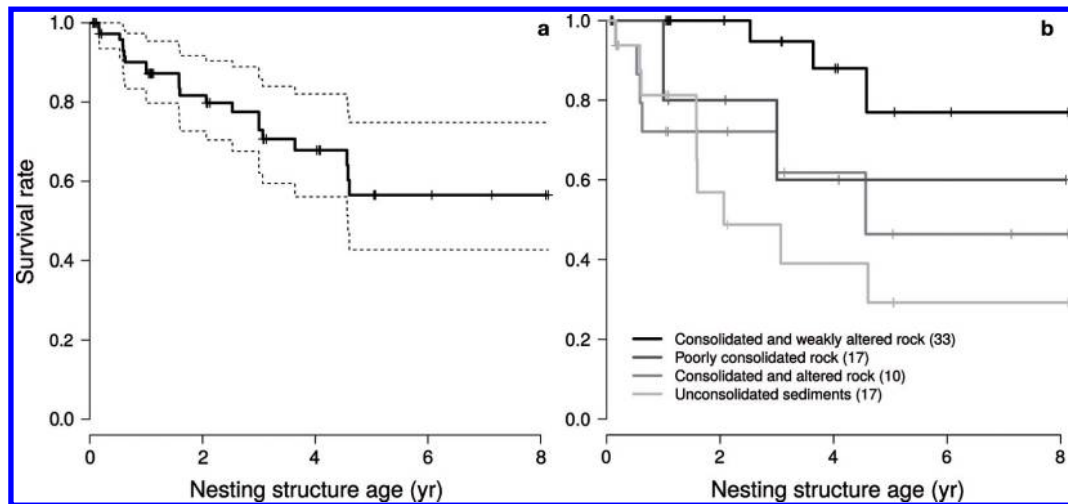 a
1.0
0.8
0.6
0.4
0.2
0.0
Survival rate
0 2 4 6 8
Nesting structure age (yr)
b
1.0
0.8
0.6
0.4
0.2
0.0
Consolidated and weakly altered rock (33)
Poorly consolidated rock (17)
Consolidated and altered rock (10)
Unconsolidated sediments (17)
0 2 4 6 8
Nesting structure age (yr)